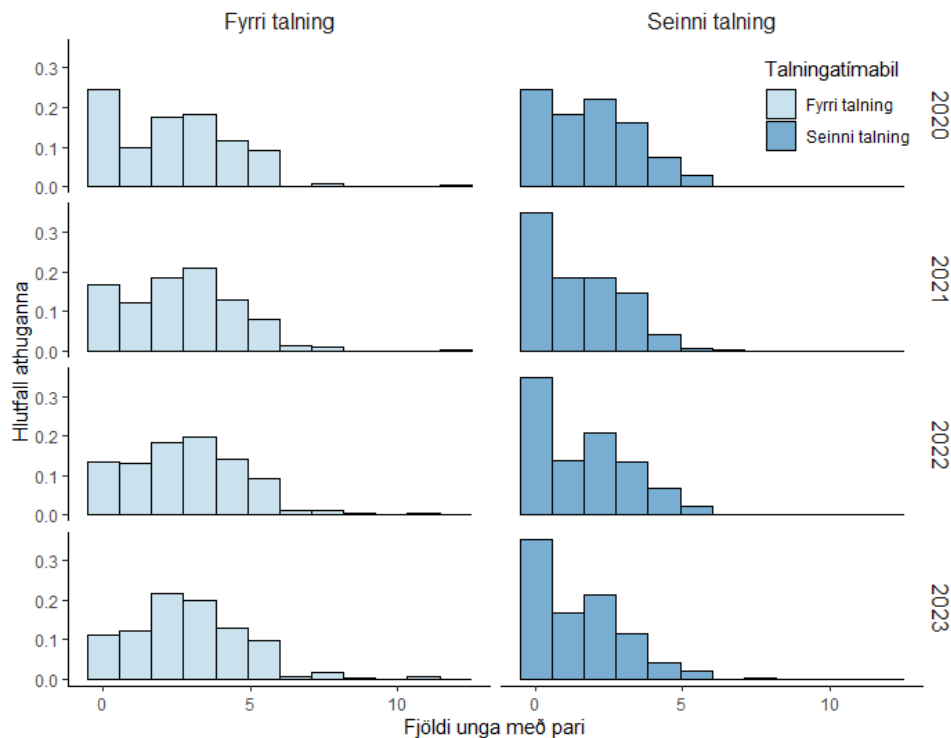 Fyrri talning
Seinni talning
Talningatímabil
Fyrri talning
Seinni talning
Hlutfall athuganna
0.3
0.2
0.1
0.0
2020
0.3
0.2
0.1
0.0
2021
0.3
0.2
0.1
0.0
2022
0.3
0.2
0.1
0.0
2023
0 5 10 0 5 10
Fjöldi unga með pari